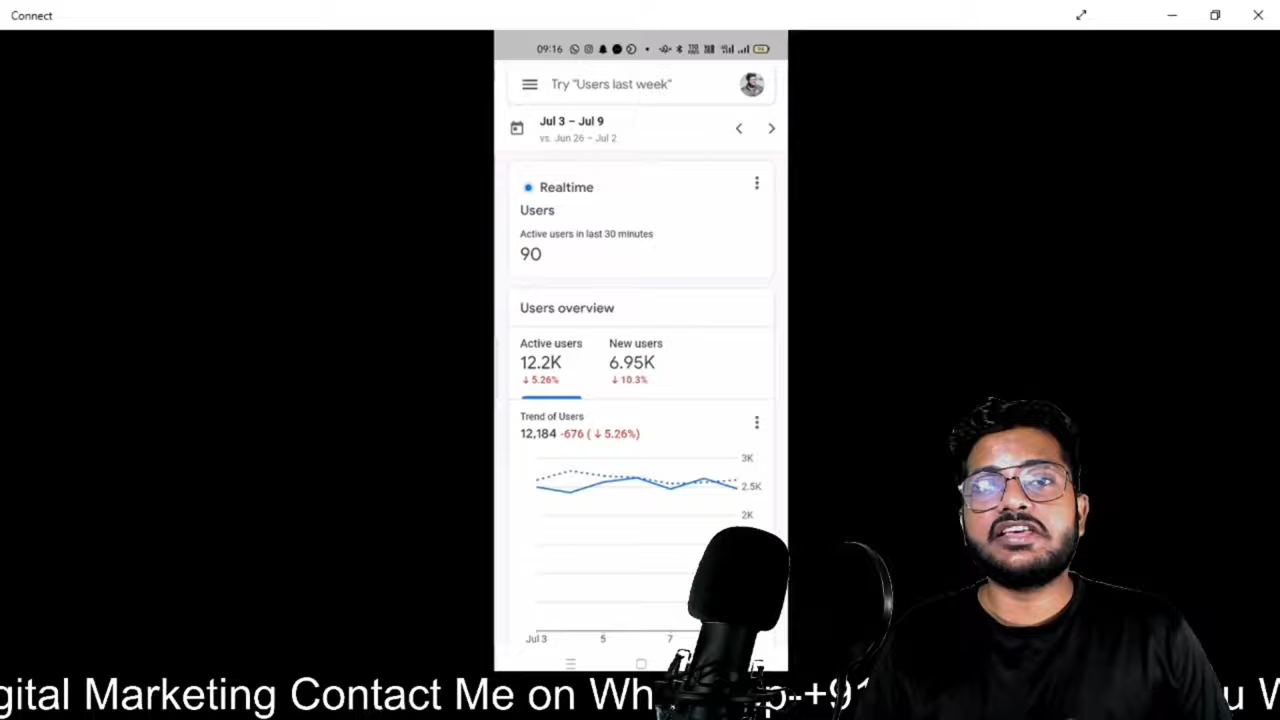 Connect
09:16
Try "Users last week"
Jul 3 – Jul 9
vs. Jun 26 – Jul 2
Realtime
Users
Active users in last 30 minutes
90
Users overview
Active users
New users
12.2K
6.95K
↓ 5.26%
↓ 10.3%
Trend of Users
12,184 -676 ( ↓ 5.26%)
3K
2.5K
2K
Jul 3
5
7
gital Marketing Contact Me on Wh p-+91 u W